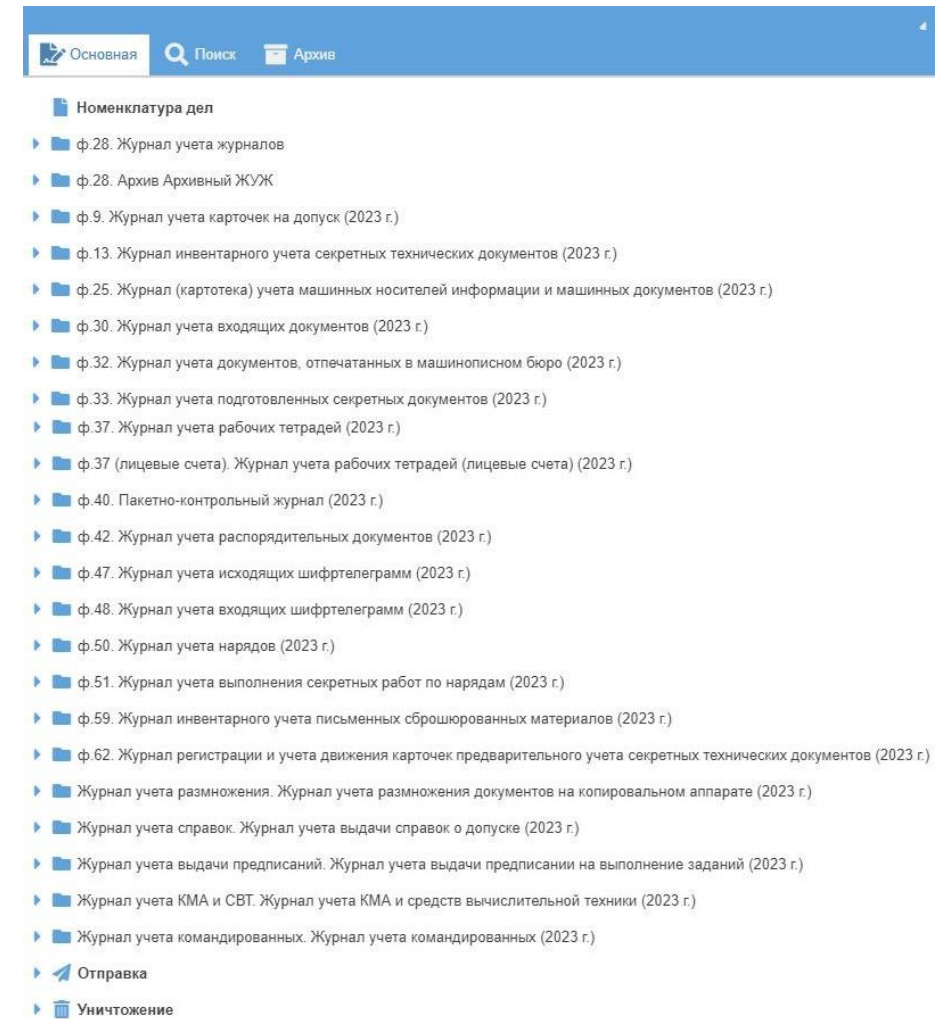 Основная Поиск Архив
Номенклатура дел
ф.28. Журнал учета журналов
ф.28. Архив Архивный ЖУЖ
ф.9. Журнал учета карточек на допуск (2023 г.)
ф.13. Журнал инвентарного учета секретных технических документов (2023 г.)
ф.25. Журнал (картотека) учета машинных носителей информации и машинных документов (2023 г.)
ф.30. Журнал учета входящих документов (2023 г.)
ф.32. Журнал учета документов, отпечатанных в машинописном бюро (2023 г.)
ф.33. Журнал учета подготовленных секретных документов (2023 г.)
ф.37. Журнал учета рабочих тетрадей (2023 г.)
ф.37 (лицевые счета). Журнал учета рабочих тетрадей (лицевые счета) (2023 г.)
ф.40. Пакетно-контрольный журнал (2023 г.)
ф.42. Журнал учета распорядительных документов (2023 г.)
ф.47. Журнал учета исходящих шифртелеграмм (2023 г.)
ф.48. Журнал учета входящих шифртелеграмм (2023 г.)
ф.50. Журнал учета нарядов (2023 г.)
ф.51. Журнал учета выполнения секретных работ по нарядам (2023 г.)
ф.59. Журнал инвентарного учета письменных сброшюрованных материалов (2023 г.)
ф.62. Журнал регистрации и учета движения карточек предварительного учета секретных технических документов (2023 г.)
Журнал учета размножения. Журнал учета размножения документов на копировальном аппарате (2023 г.)
Журнал учета справок. Журнал учета выдачи справок о допуске (2023 г.)
Журнал учета выдачи предписаний. Журнал учета выдачи предписании на выполнение заданий (2023 г.)
Журнал учета КМА и СВТ. Журнал учета КМА и средств вычислительной техники (2023 г.)
Журнал учета командированных. Журнал учета командированных (2023 г.)
Отправка
Уничтожение